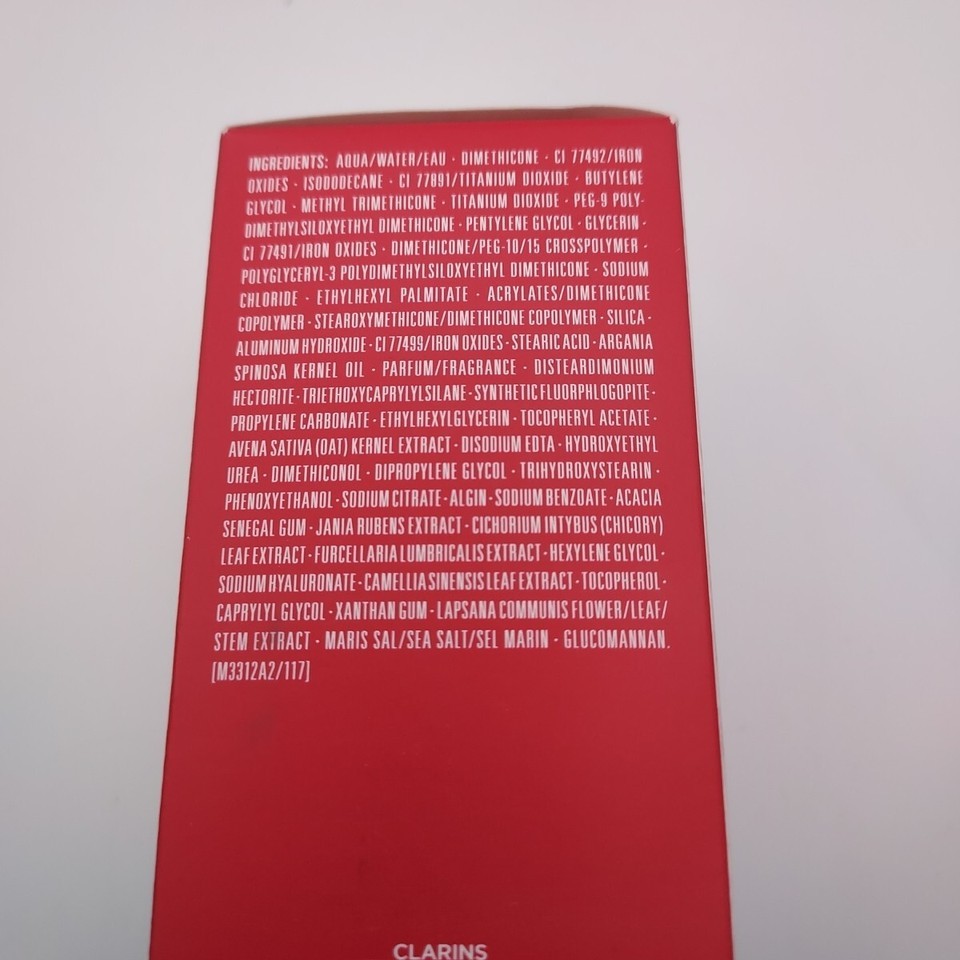 INGREDIENTS: AQUA/WATER/EAU · DIMETHICONE · CI 77492/IRON
OXIDES · ISODODECANE · CI 77891/TITANIUM DIOXIDE · BUTYLENE
GLYCOL · METHYL TRIMETHICONE · TITANIUM DIOXIDE · PEG-9 POLY-
DIMETHYLSILOXYETHYL DIMETHICONE · PENTYLENE GLYCOL · GLYCERIN ·
CI 77491/IRON OXIDES · DIMETHICONE/PEG-10/15 CROSSPOLYMER ·
POLYGLYCERYL-3 POLYDIMETHYLSILOXYETHYL DIMETHICONE · SODIUM
CHLORIDE · ETHYLHEXYL PALMITATE · ACRYLATES/DIMETHICONE
COPOLYMER · STEAROXYMETHICONE/DIMETHICONE COPOLYMER · SILICA ·
ALUMINUM HYDROXIDE · CI 77499/IRON OXIDES · STEARIC ACID · ARGANIA
SPINOSA KERNEL OIL · PARFUM/FRAGRANCE · DISTEARDIMONIUM
HECTORITE · TRIETHOXYCAPRYLYLSILANE · SYNTHETIC FLUORPHLOGOPITE ·
PROPYLENE CARBONATE · ETHYLHEXYLGLYCERIN · TOCOPHERYL ACETATE ·
AVENA SATIVA (OAT) KERNEL EXTRACT · DISODIUM EDTA · HYDROXYETHYL
UREA · DIMETHICONOL · DIPROPYLENE GLYCOL · TRIHYDROXYSTEARIN ·
PHENOXYETHANOL · SODIUM CITRATE · ALGIN · SODIUM BENZOATE · ACACIA
SENEGAL GUM · JANIA RUBENS EXTRACT · CICHORIUM INTYBUS (CHICORY)
LEAF EXTRACT · FURCELLARIA LUMBRICALIS EXTRACT · HEXYLENE GLYCOL ·
SODIUM HYALURONATE · CAMELLIA SINENSIS LEAF EXTRACT · TOCOPHEROL ·
CAPRYLYL GLYCOL · XANTHAN GUM · LAPSANA COMMUNIS FLOWER/LEAF/
STEM EXTRACT · MARIS SAL/SEA SALT/SEL MARIN · GLUCOMANNAN.
[M3312A2/117]
CLARINS